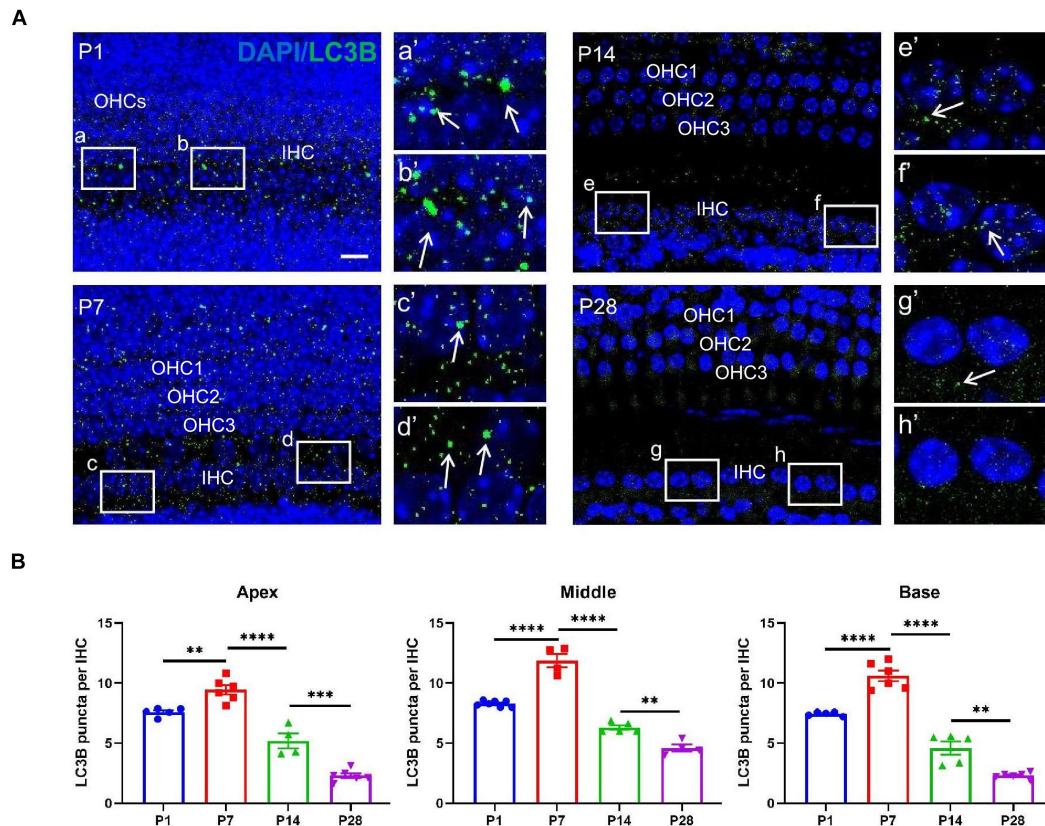 A
P1
DAPI/LC3B
OHCs
a
b
IHC
a'
b'
P14
OHC1
OHC2
OHC3
e
IHC
f
e'
f'
P7
OHC1
OHC2
OHC3
d
c
IHC
c'
d'
P28
OHC1
OHC2
OHC3
g
IHC
h
g'
h'
B
Apex
LC3B puncta per IHC
15
10
5
0
** **** ***
P1 P7 P14 P28
Middle
LC3B puncta per IHC
15
10
5
0
**** **** **
P1 P7 P14 P28
Base
LC3B puncta per IHC
15
10
5
0
**** **** **
P1 P7 P14 P28